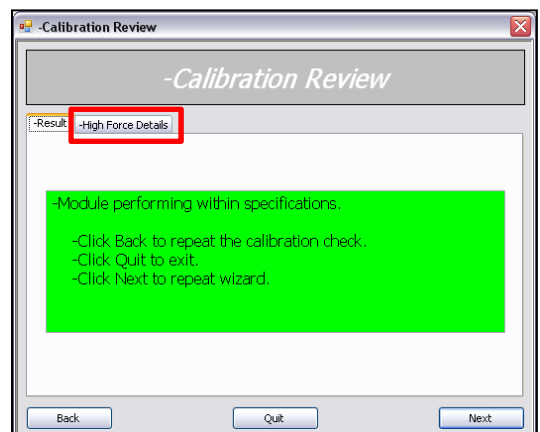 -Calibration Review
-Calibration Review
-Result -High Force Details
-Module performing within specifications.
-Click Back to repeat the calibration check.
-Click Quit to exit.
-Click Next to repeat wizard.
Back Quit Next